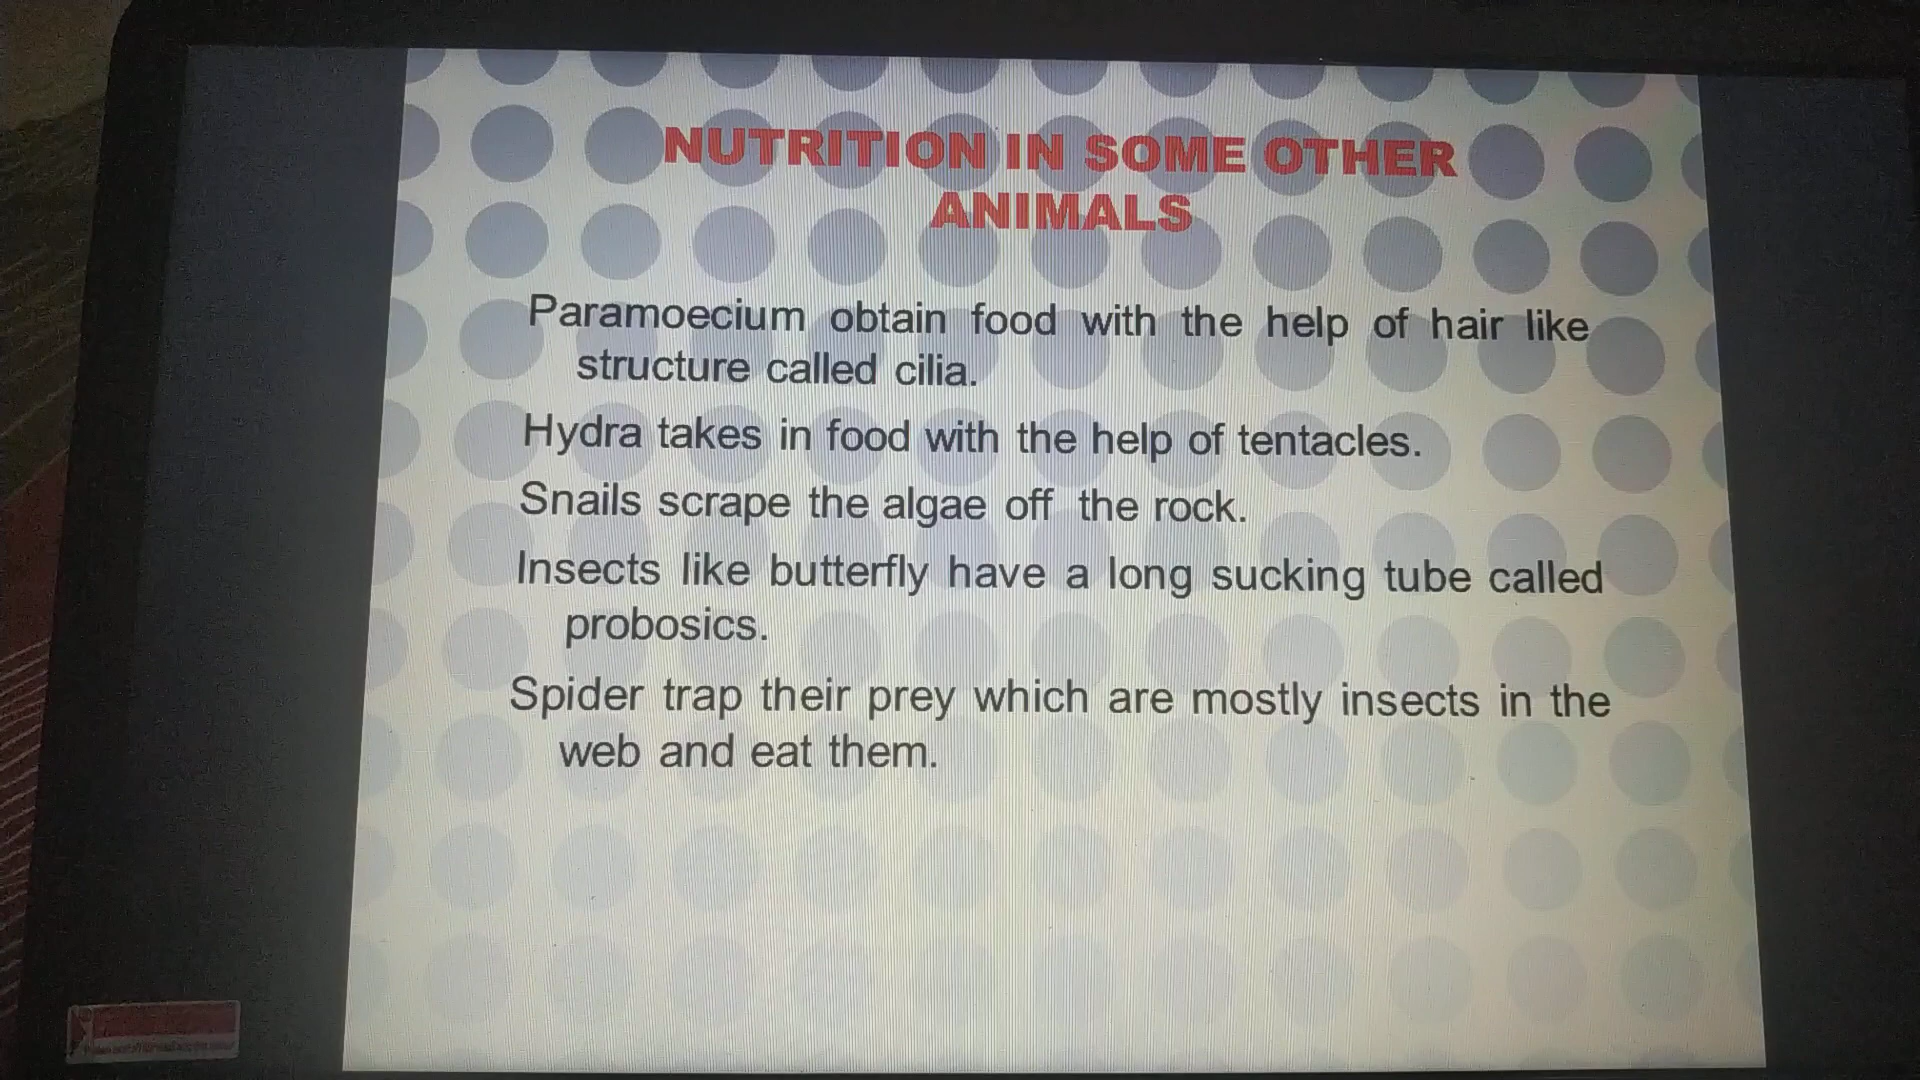 NUTRITION IN SOME OTHER
ANIMALS
Paramoecium obtain food with the help of hair like
structure called cilia.
Hydra takes in food with the help of tentacles.
Snails scrape the algae off the rock.
Insects like butterfly have a long sucking tube called
probosics.
Spider trap their prey which are mostly insects in the
web and eat them.